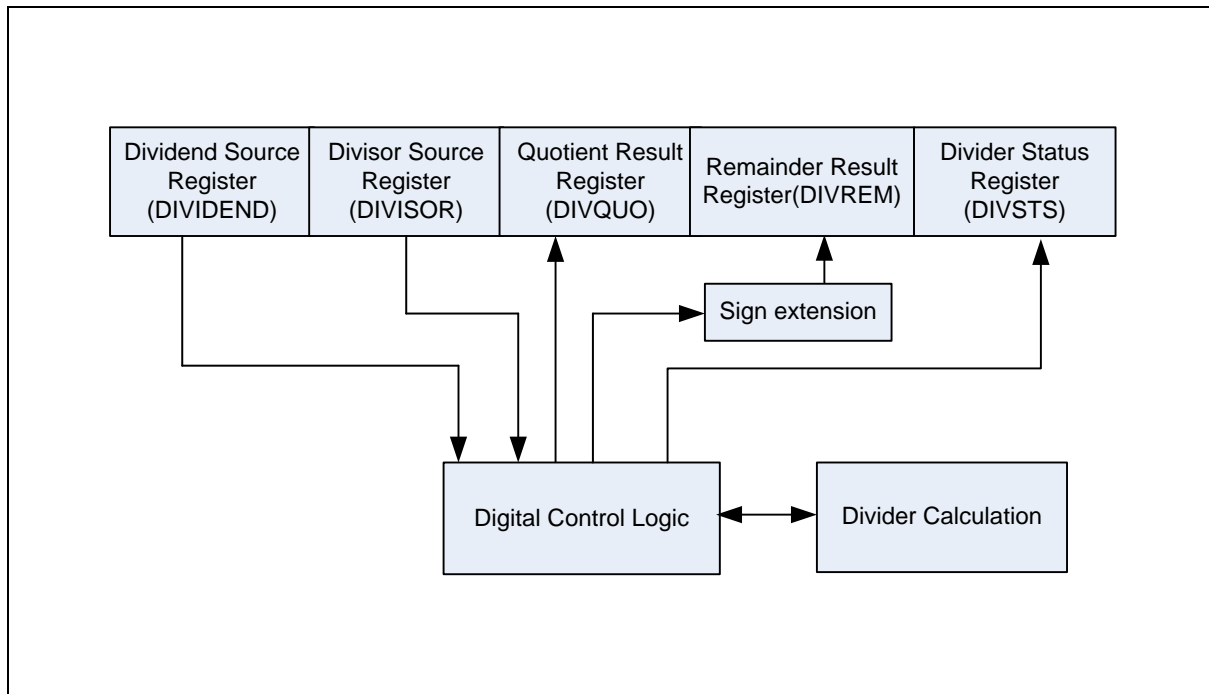 Dividend Source
Register
(DIVIDEND)
Divisor Source
Register
(DIVISOR)
Quotient Result
Register
(DIVQUO)
Remainder Result
Register(DIVREM)
Divider Status
Register
(DIVSTS)
Sign extension
Digital Control Logic
Divider Calculation